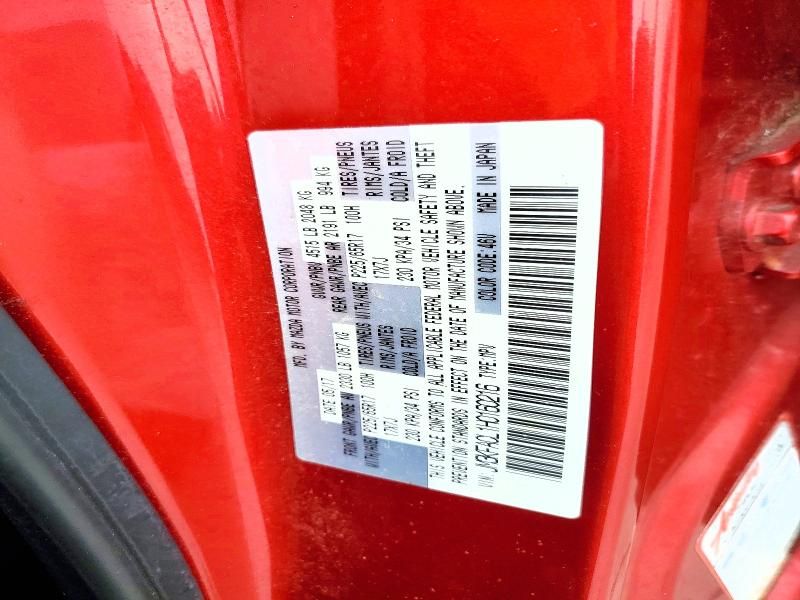 MFD. BY MAZDA MOTOR CORPORATION
DATE 05/17 GVWR/PNBV 4515 LB 2048 KG
FRONT GAWR/PNBE AV 2330 LB 1057 KG REAR GAWR/PNBE AR 2191 LB 994 KG
WITH/AVEC TIRES/PNEUS WITH/AVEC TIRES/PNEUS
P225/65R17 100H P225/65R17 100H
RIMS/JANTES RIMS/JANTES
17X7J 17X7J
COLD/A FROID COLD/A FROID
230 KPA/34 PSI 230 KPA/34 PSI
THIS VEHICLE CONFORMS TO ALL APPLICABLE FEDERAL MOTOR VEHICLE SAFETY AND THEFT
PREVENTION STANDARDS IN EFFECT ON THE DATE OF MANUFACTURE SHOWN ABOVE.
VIN: TYPE:MPV COLOR CODE:46V MADE IN JAPAN